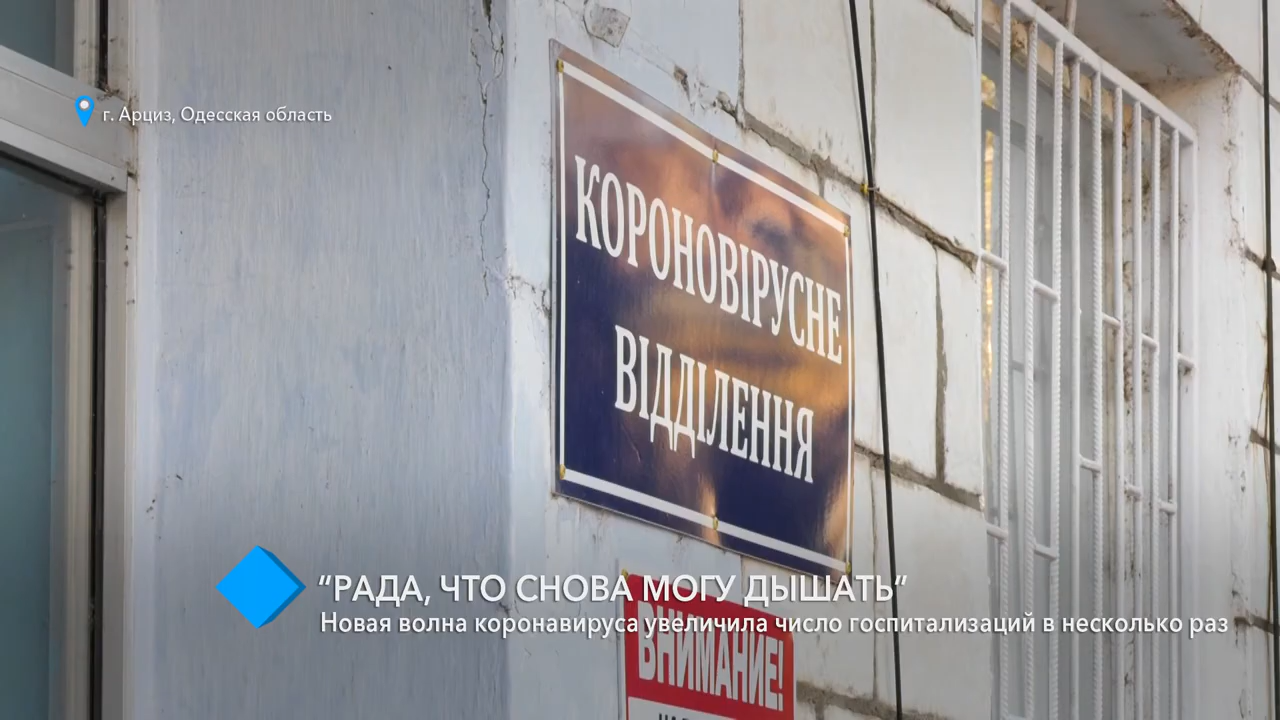 г. Арциз, Одесская область
КОРОНОВІРУСНЕ
ВІДДІЛЕННЯ
“РАДА, ЧТО СНОВА МОГУ ДЫШАТЬ”
Новая волна коронавируса увеличила число госпитализаций в несколько раз
ВНИМАНИЕ!